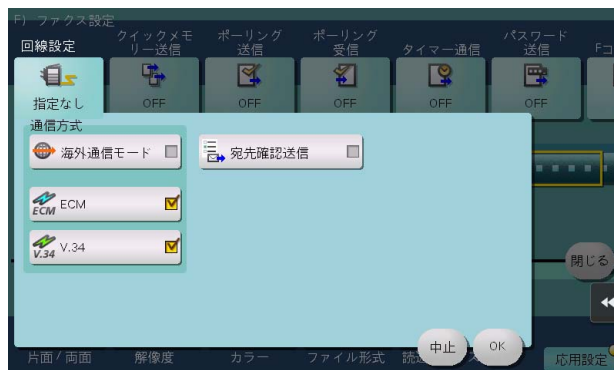 F) ファクス設定
回線設定
クイックメモ
リー送信
ポーリング
送信
ポーリング
受信
タイマー通信
パスワード
送信
Fコ
指定なし
OFF
OFF
OFF
OFF
OFF
通信方式
海外通信モード
宛先確認送信
ECM
ECM
V.34
V.34
閉じる
中止
OK
片面/両面
解像度
カラー
ファイル形式
応用設定